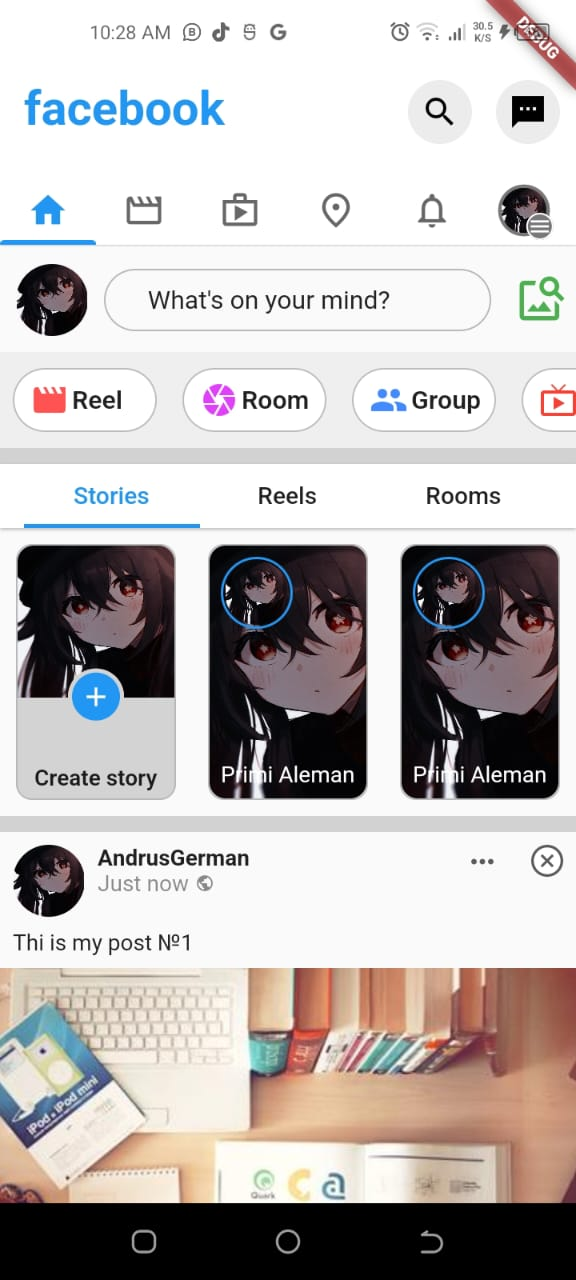 10:28 AM
30.5
K/S
DEBUG
facebook
What's on your mind?
Reel
Room
Group
Stories
Reels
Rooms
Create story
Primi Aleman
Primi Aleman
AndrusGerman
Just now
Thi is my post №1
iPod + iPod mini
Quark